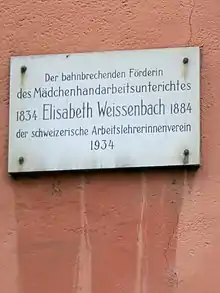 Der bahnbrechenden Förderin
des Mädchenhandarbeitsunterrichtes
1834 Elisabeth Weissenbach 1884
der schweizerische Arbeitslehrerinnenverein
1934